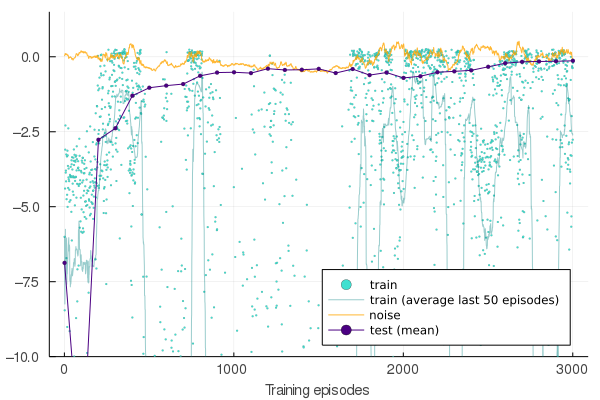 0.0
−2.5
−5.0
−7.5
−10.0
train
train (average last 50 episodes)
noise
test (mean)
0 1000 2000 3000
Training episodes